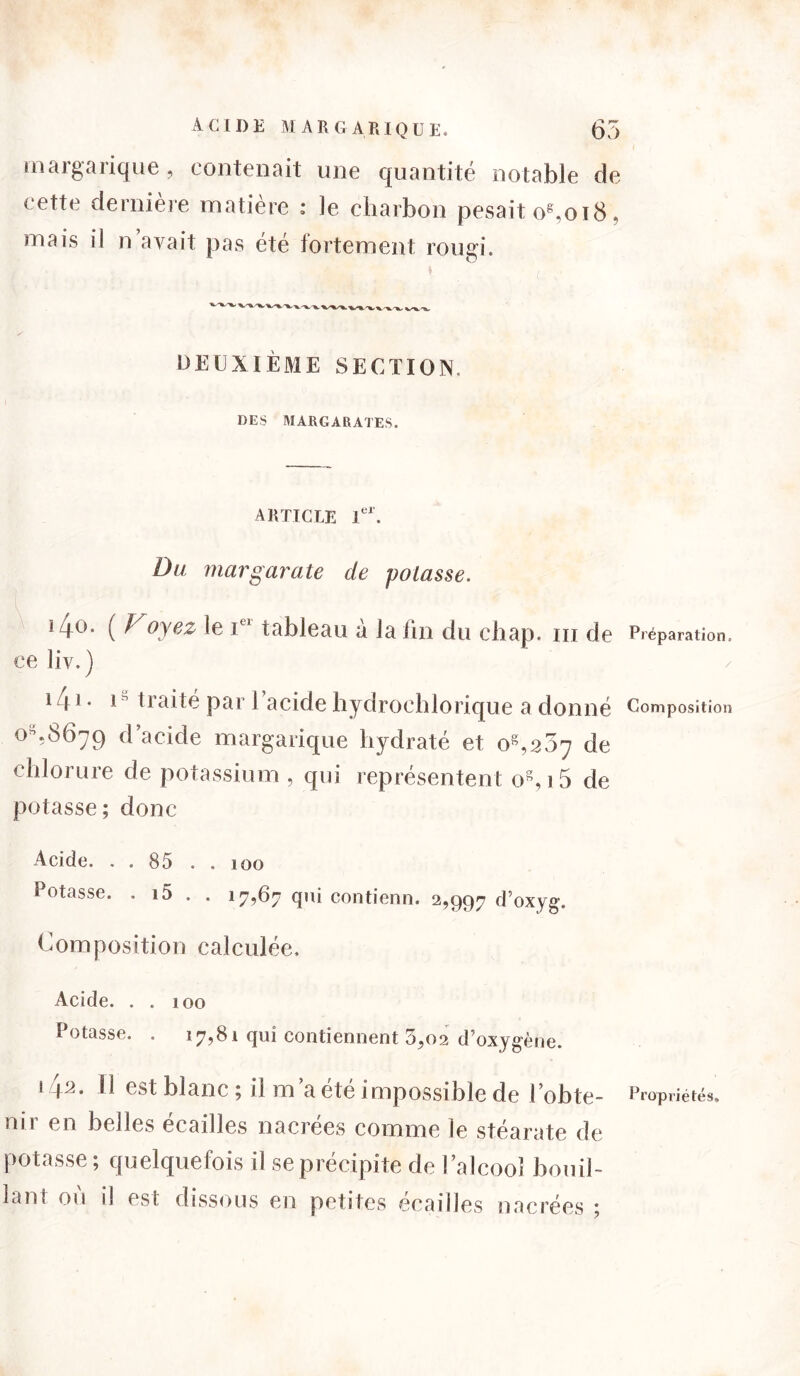 ACIDE MARGARIQUE. 63
margarique, contenait une quantité notable de
cette dernière matière : le charbon pesait 0ᵍ,018,
mais il n'avait pas été fortement rougi.
DEUXIÈME SECTION.
DES MARGARATES.
ARTICLE 1ᵉʳ.
Du margarate de potasse.
140. (Voyez le 1ᵉʳ tableau à la fin du chap. III de Préparation.
ce liv.)
141. 1ᵍ traité par l'acide hydrochlorique a donné Composition
0ᵍ,8679 d'acide margarique hydraté et 0ᵍ,237 de
chlorure de potassium, qui représentent 0ᵍ,15 de
potasse; donc
Acide. . . 85 . . 100
Potasse. . 15 . . 17,67 qui contienn. 2,997 d'oxyg.
Composition calculée.
Acide. . . 100
Potasse. . 17,81 qui contiennent 3,02 d'oxygène.
142. Il est blanc; il m'a été impossible de l'obte- Propriétés.
nir en belles écailles nacrées comme le stéarate de
potasse; quelquefois il se précipite de l'alcool bouil-
lant où il est dissous en petites écailles nacrées ;